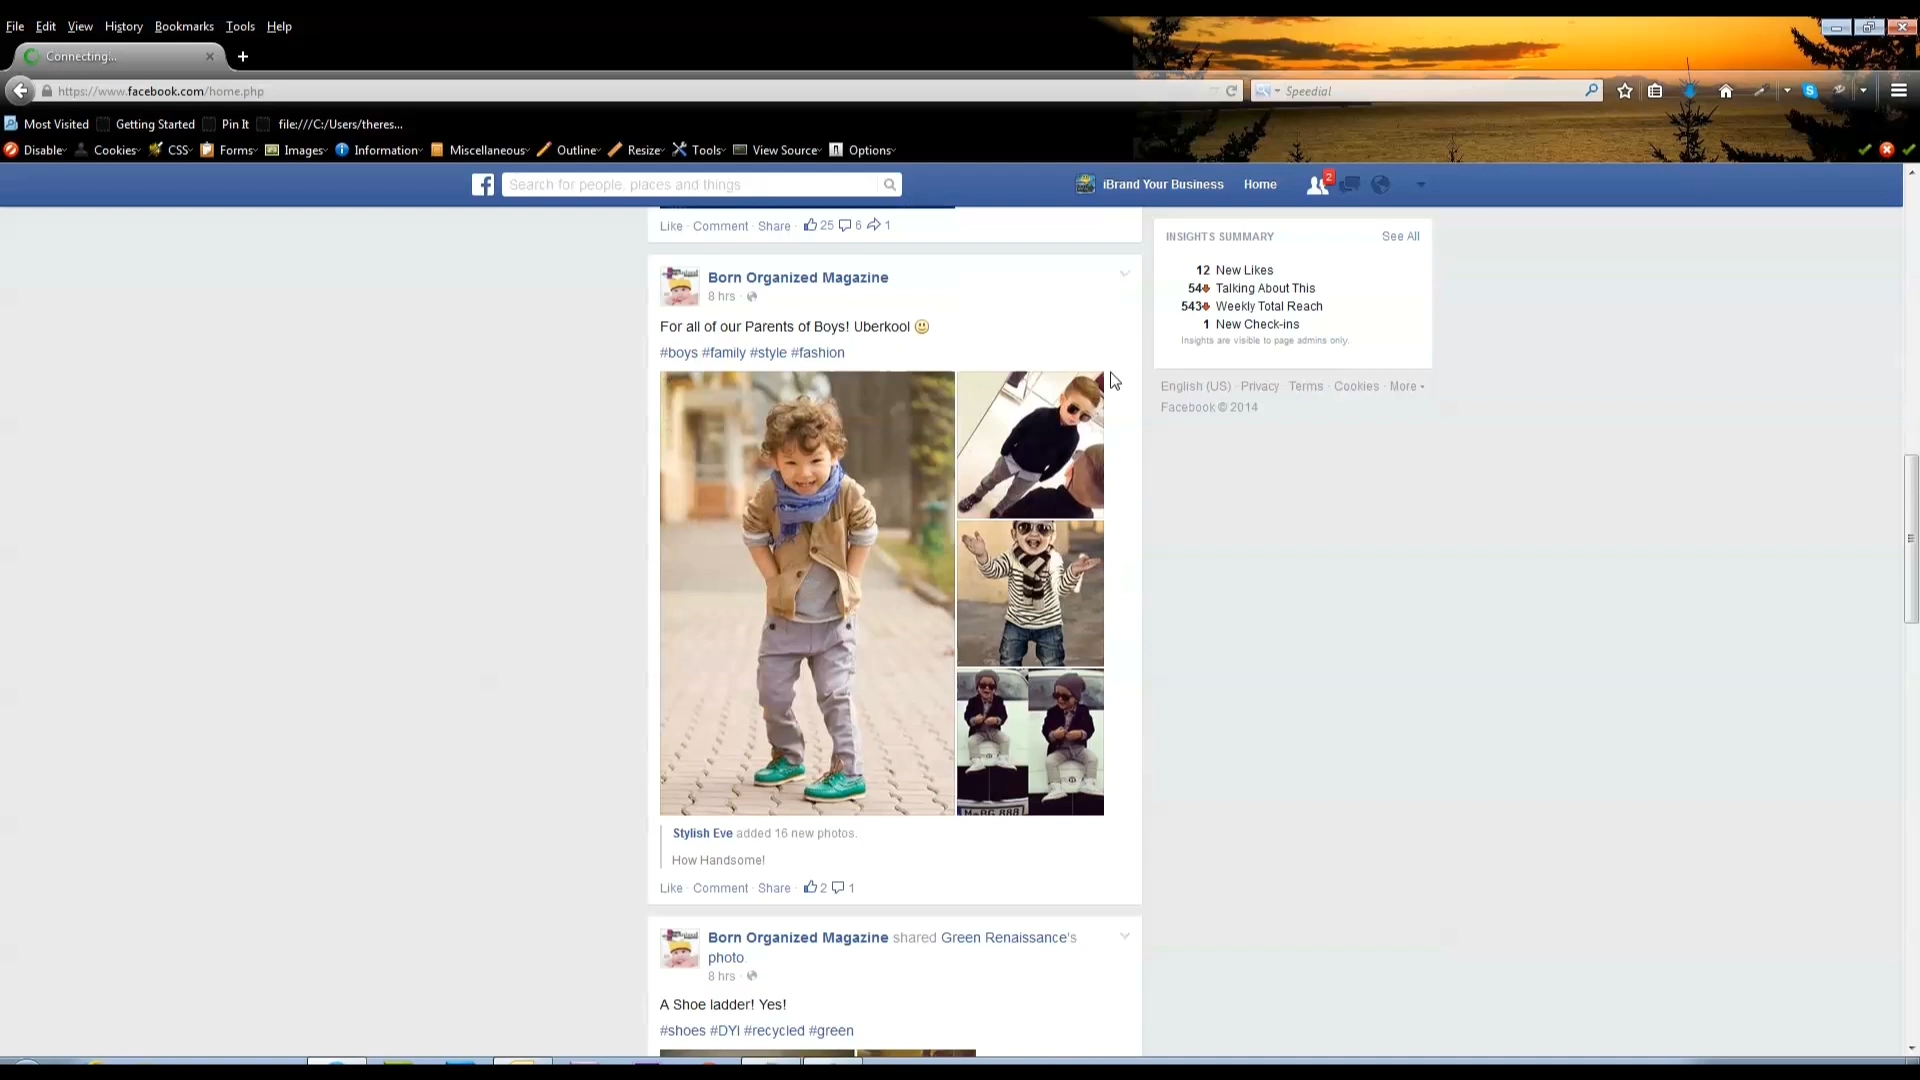 File Edit View History Bookmarks Tools Help
Connecting...
https://www.facebook.com/home.php
Speedial
Most Visited Getting Started Pin It file:///C:/Users/theres...
Disable Cookies CSS Forms Images Information Miscellaneous Outline Resize Tools View Source Options
Search for people, places and things
iBrand Your Business Home 2
Like · Comment · Share · 25 6 1
INSIGHTS SUMMARY See All
12 New Likes
54 Talking About This
543 Weekly Total Reach
1 New Check-ins
Insights are visible to page admins only.
English (US) · Privacy · Terms · Cookies · More
Facebook © 2014
Born Organized Magazine
8 hrs ·
For all of our Parents of Boys! Uberkool
#boys #family #style #fashion
Stylish Eve added 16 new photos.
How Handsome!
Like · Comment · Share · 2 1
Born Organized Magazine shared Green Renaissance's
photo.
8 hrs ·
A Shoe ladder! Yes!
#shoes #DYI #recycled #green